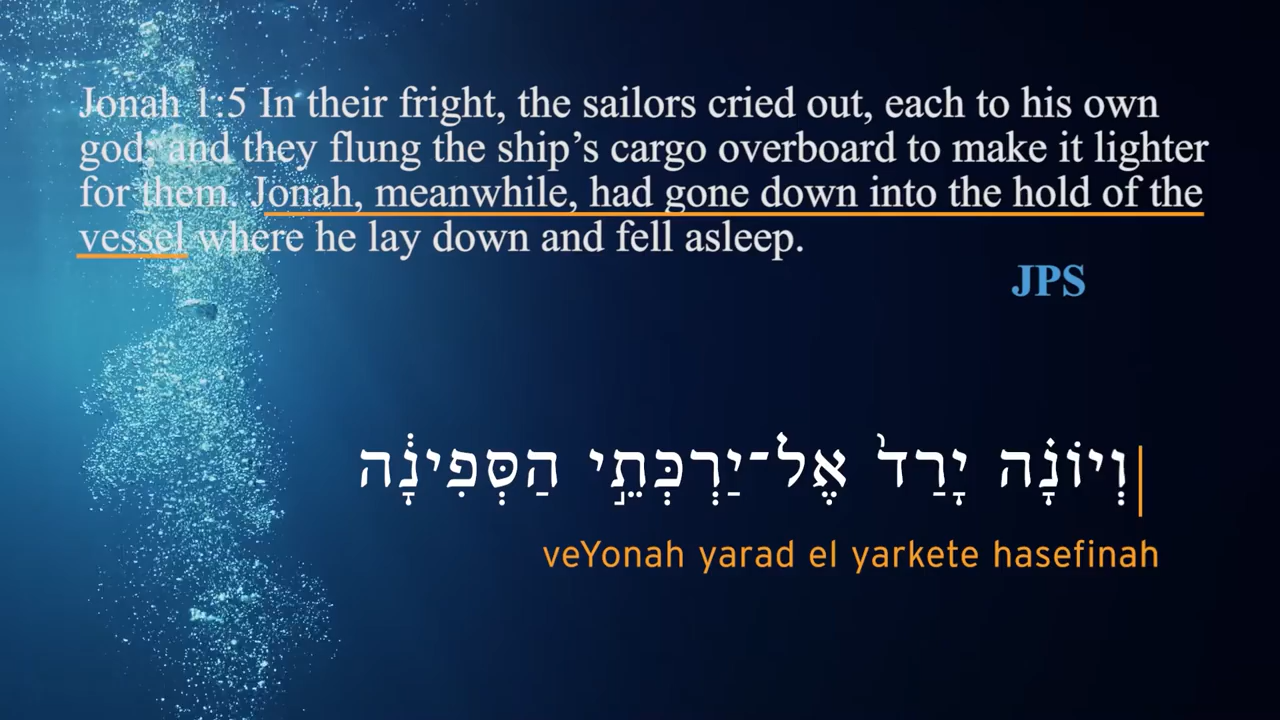 Jonah 1:5 In their fright, the sailors cried out, each to his own
god; and they flung the ship’s cargo overboard to make it lighter
for them. Jonah, meanwhile, had gone down into the hold of the
vessel where he lay down and fell asleep.
JPS
וְיוֹנָ֗ה יָרַד֙ אֶל־יַרְכְּתֵ֣י הַסְּפִינָ֔ה
veYonah yarad el yarkete hasefinah